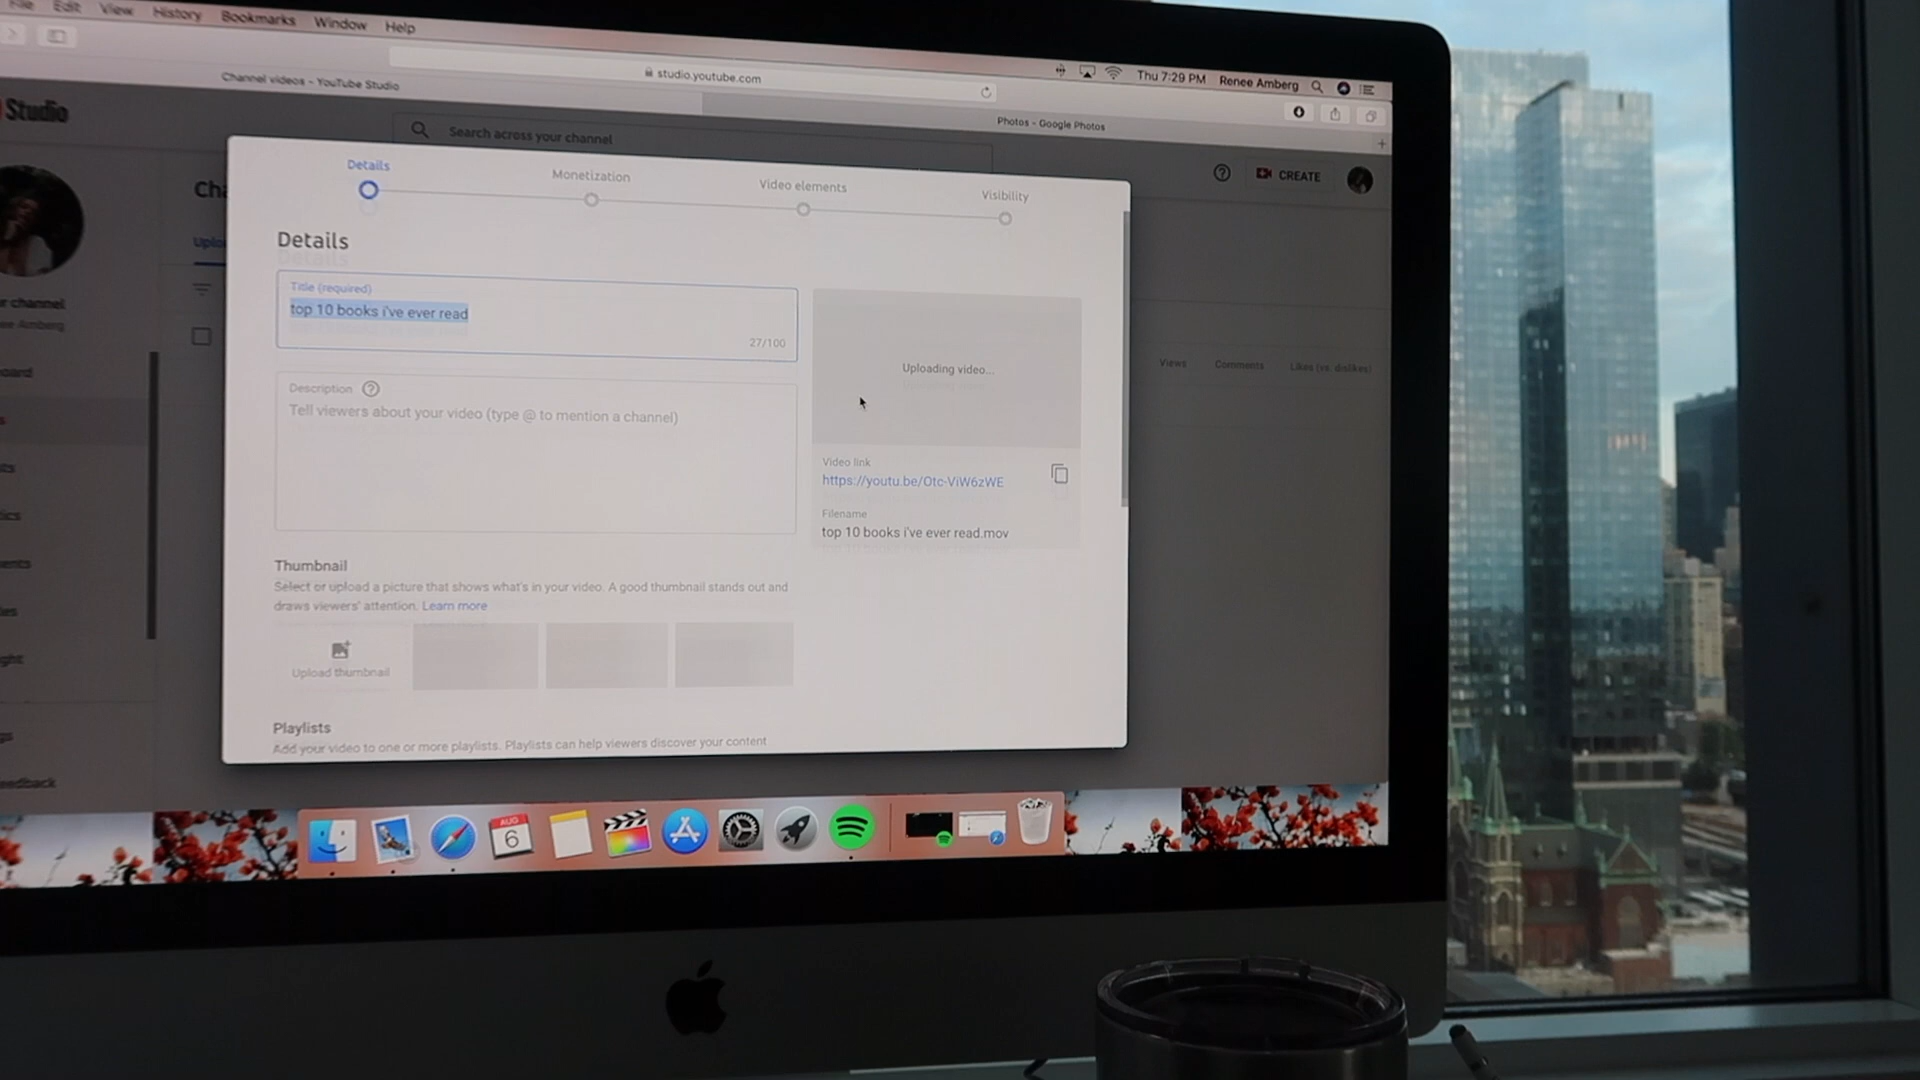 File Edit View History Bookmarks Window Help
studio.youtube.com
Thu 7:29 PM Renee Amberg
Channel videos - YouTube Studio
Photos - Google Photos
Studio
Search across your channel
CREATE
Details
Monetization
Video elements
Visibility
Details
Title (required)
top 10 books i've ever read
27/100
Description
Tell viewers about your video (type @ to mention a channel)
Uploading video...
Video link
https://youtu.be/Otc-ViW6zWE
Filename
top 10 books i've ever read.mov
Thumbnail
Select or upload a picture that shows what's in your video. A good thumbnail stands out and
draws viewers' attention. Learn more
Upload thumbnail
Playlists
Add your video to one or more playlists. Playlists can help viewers discover your content
Views
Comments
Likes (vs. dislikes)
channel
Amberg
AUG
6